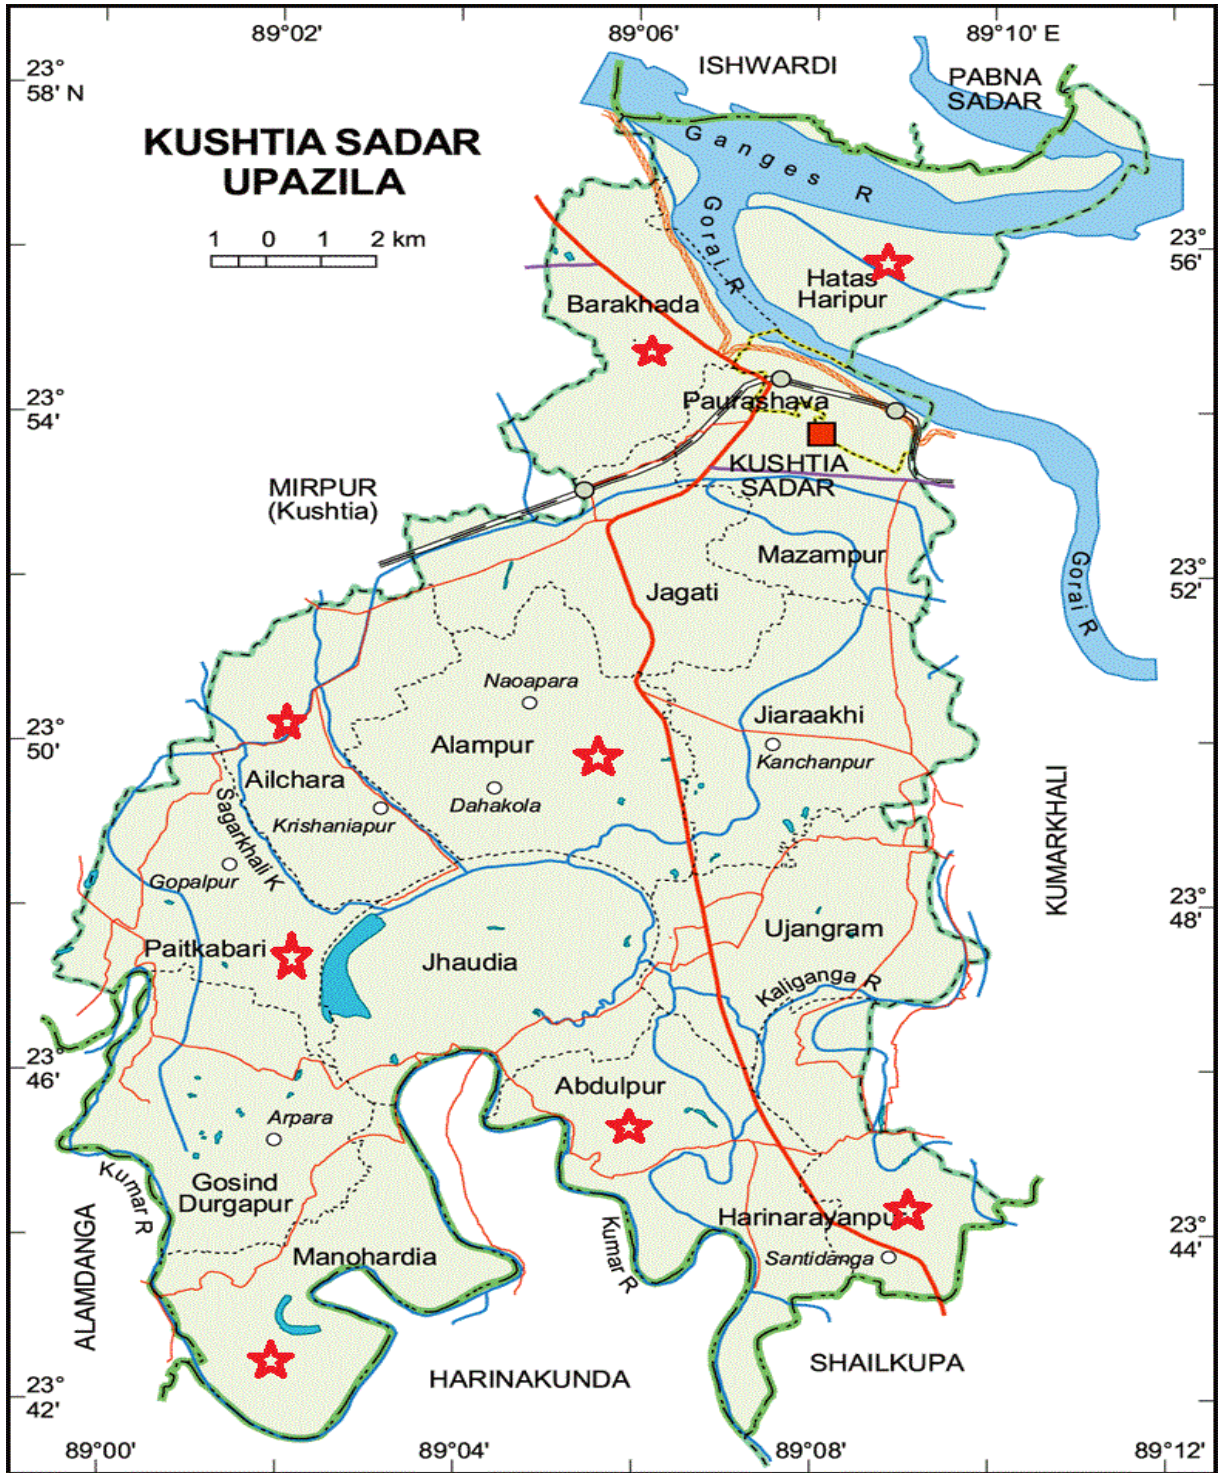 89°02'
89°06'
89°10' E
23°
58' N
ISHWARDI
PABNA
SADAR
KUSHTIA SADAR
UPAZILA
Ganges R
Gorai R
1 0 1 2 km
23°
56'
Hatas
Haripur
Barakhada
23°
54'
Paurashava
KUSHTIA
SADAR
MIRPUR
(Kushtia)
Mazampur
Gorai R
23°
52'
Jagati
Naoapara
23°
50'
Alampur
Jiaraakhi
Kanchanpur
Ailchara
Dahakola
Krishaniapur
Sagarkhali K
KUMARKHALI
Gopalpur
23°
48'
Ujangram
Paitkabari
Jhaudia
Kaliganga R
23°
46'
Abdulpur
Arpara
Kumar R
Gosind
Durgapur
ALAMDANGA
Harinarayanpu
Kumar R
23°
44'
Manohardia
Santidanga
SHAILKUPA
HARINAKUNDA
23°
42'
89°00'
89°04'
89°08'
89°12'